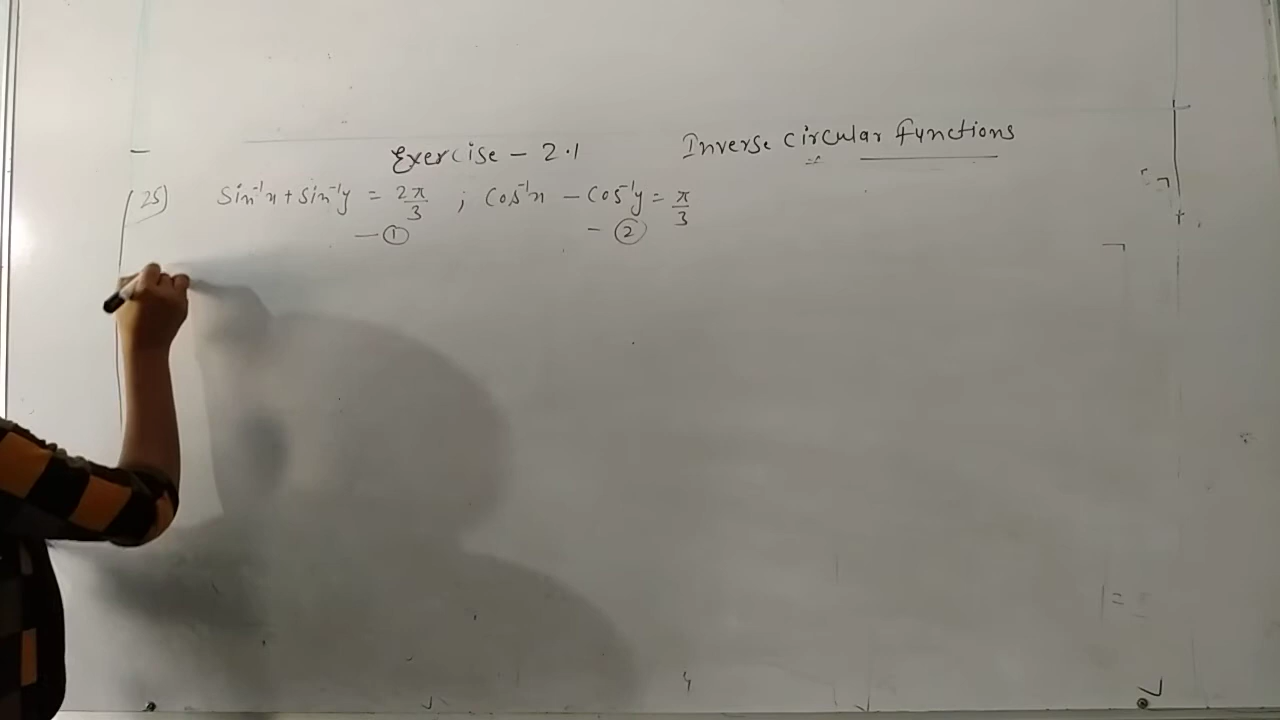 Exercise - 2.1 Inverse circular functions
25) Sin⁻¹x + Sin⁻¹y = 2π/3 ; Cos⁻¹x - Cos⁻¹y = π/3
- ① - ②